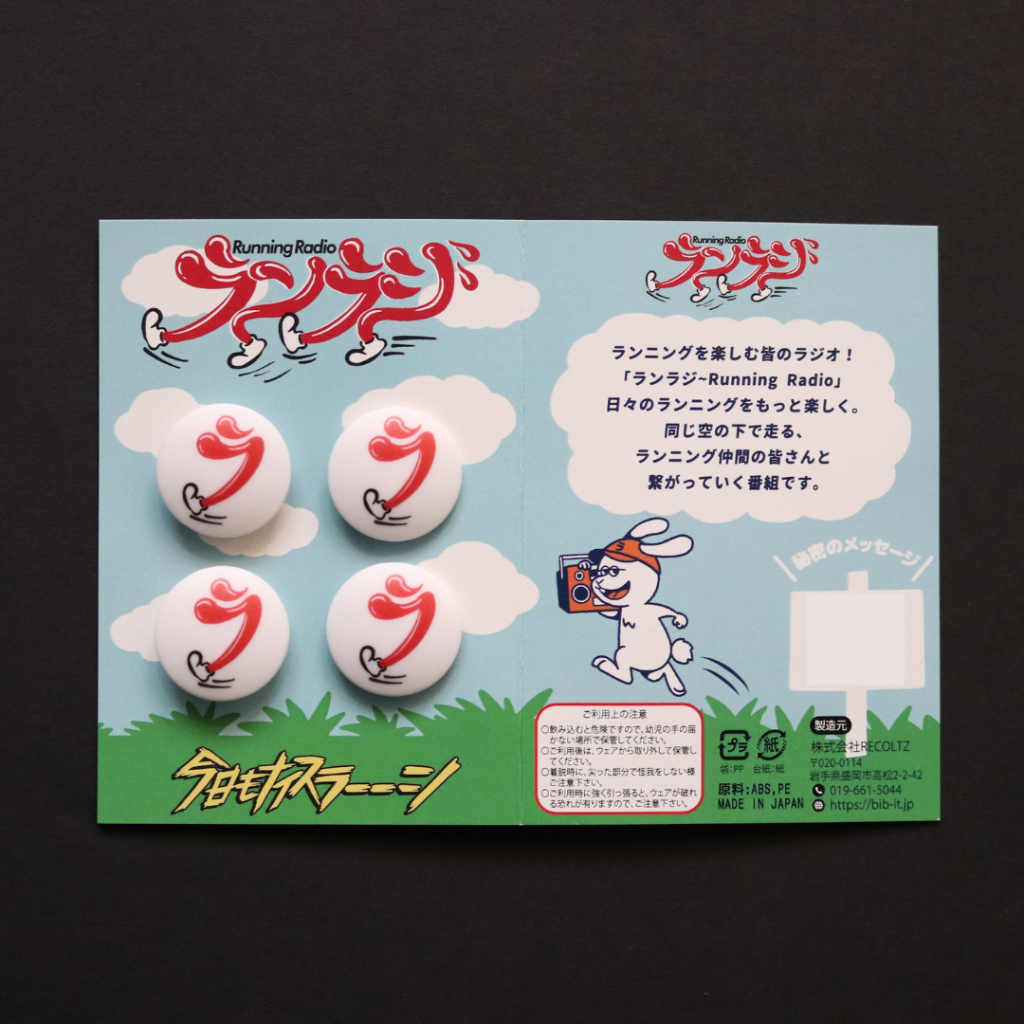 Running Radio
ランラジ
ラ
ラ
ラ
ラ
今日もナイスラーーーン
Running Radio
ランラジ
ランニングを楽しむ皆のラジオ！
「ランラジ~Running Radio」
日々のランニングをもっと楽しく。
同じ空の下で走る、
ランニング仲間の皆さんと
繋がっていく番組です。
ラ
秘密のメッセージ
ご利用上の注意
○飲み込むと危険ですので、幼児の手の届
かない場所で保管してください。
○ご利用後は、ウェアから取り外して保管し
てください。
○着脱時に、尖った部分で怪我をしない様
ご注意下さい。
○ご利用時に強く引っ張ると、ウェアが破れ
る恐れが有りますので、ご注意下さい。
プラ 紙
袋:PP 台紙:紙
原料:ABS,PE
MADE IN JAPAN
製造元
株式会社RECOLTZ
〒020-0114
岩手県盛岡市高松2-2-42
019-661-5044
https://bib-it.jp